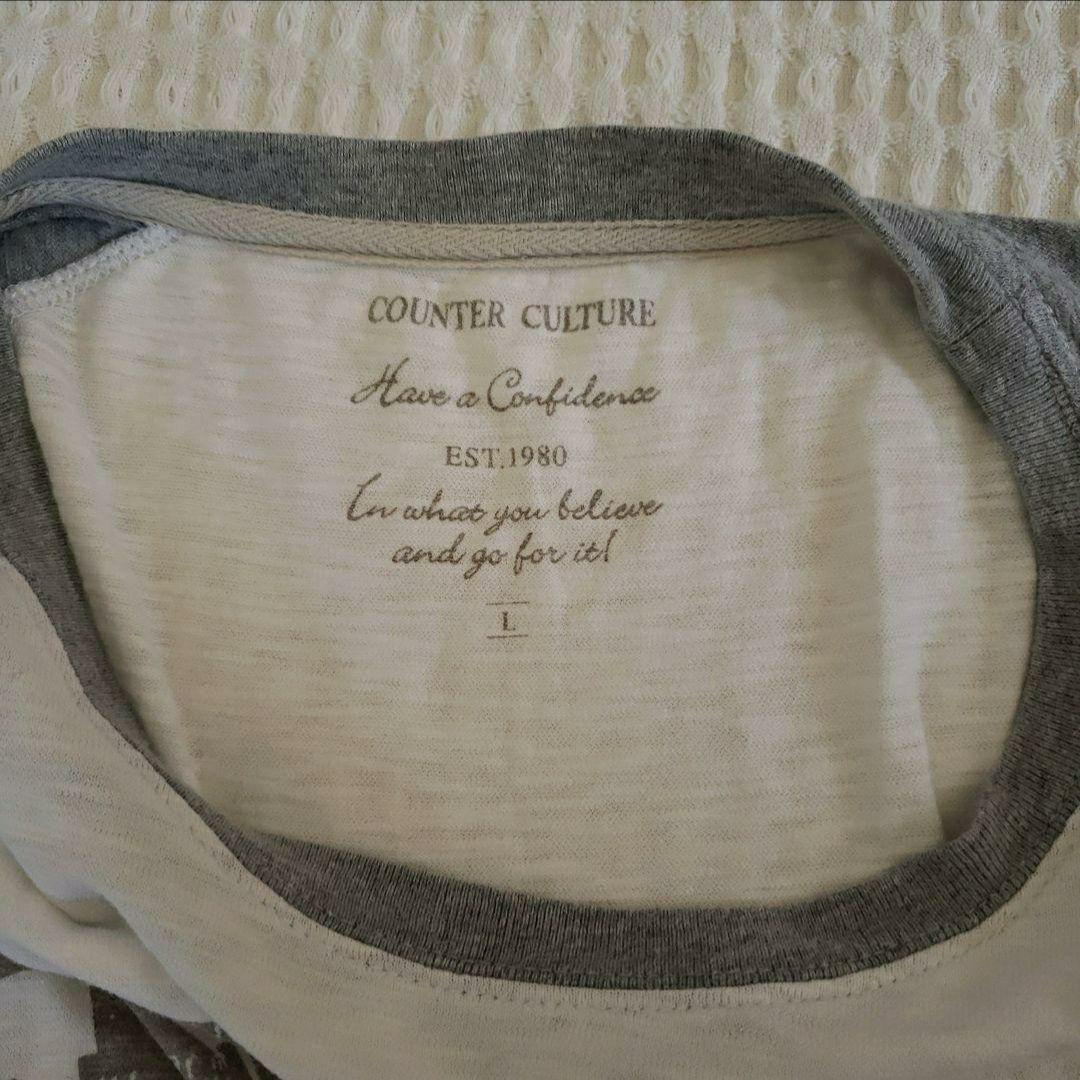 COUNTER CULTURE
Have a Confidence
EST.1980
In what you believe
and go for it!
L